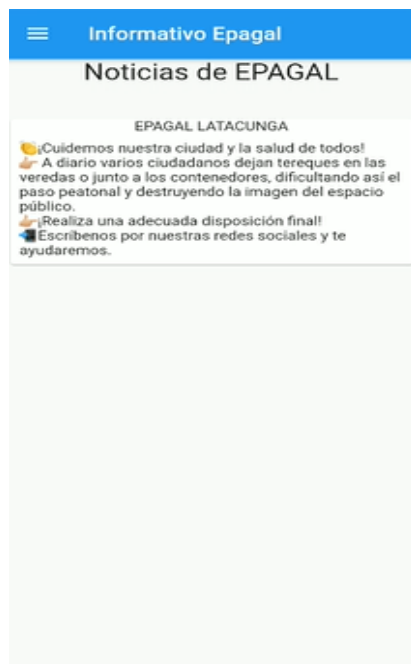 Informativo Epagal
Noticias de EPAGAL
EPAGAL LATACUNGA
👏¡Cuidemos nuestra ciudad y la salud de todos!
👉 A diario varios ciudadanos dejan tereques en las
veredas o junto a los contenedores, dificultando así el
paso peatonal y destruyendo la imagen del espacio
público.
👉¡Realiza una adecuada disposición final!
📲Escríbenos por nuestras redes sociales y te
ayudaremos.